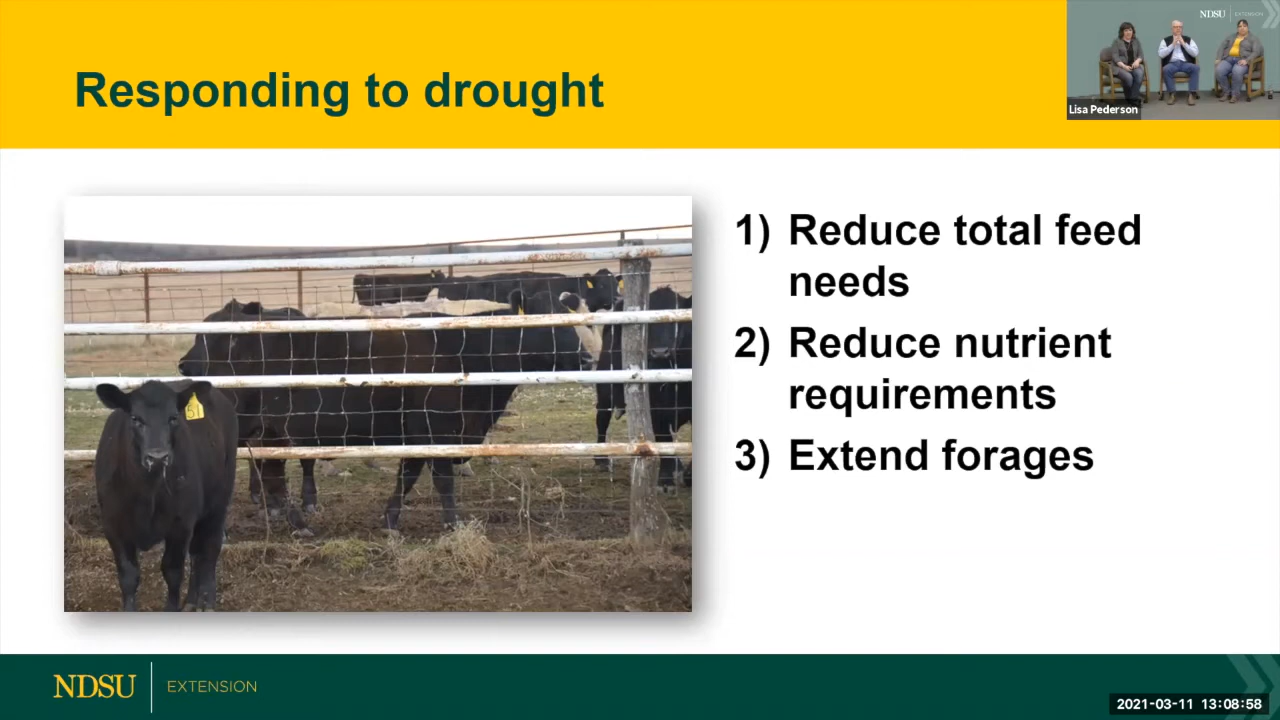 NDSU EXTENSION
Lisa Pederson
Responding to drought
51
1) Reduce total feed
needs
2) Reduce nutrient
requirements
3) Extend forages
NDSU EXTENSION
2021-03-11 13:08:58